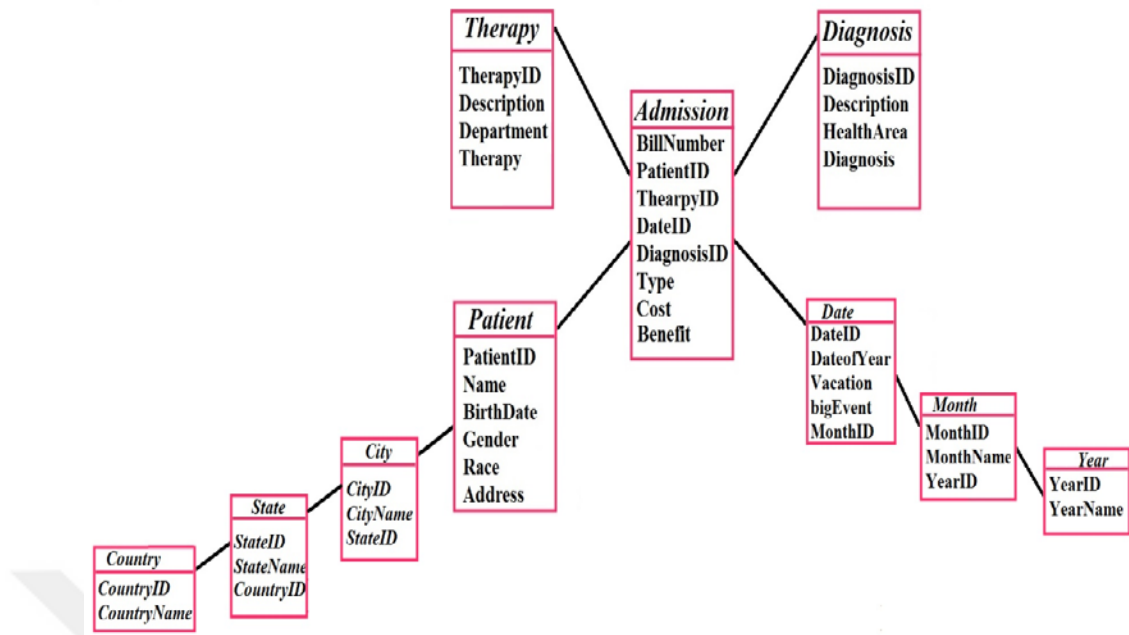 Therapy
TherapyID
Description
Department
Therapy
Diagnosis
DiagnosisID
Description
HealthArea
Diagnosis
Admission
BillNumber
PatientID
ThearpyID
DateID
DiagnosisID
Type
Cost
Benefit
Patient
PatientID
Name
BirthDate
Gender
Race
Address
Date
DateID
DateofYear
Vacation
bigEvent
MonthID
Month
MonthID
MonthName
YearID
Year
YearID
YearName
City
CityID
CityName
StateID
State
StateID
StateName
CountryID
Country
CountryID
CountryName